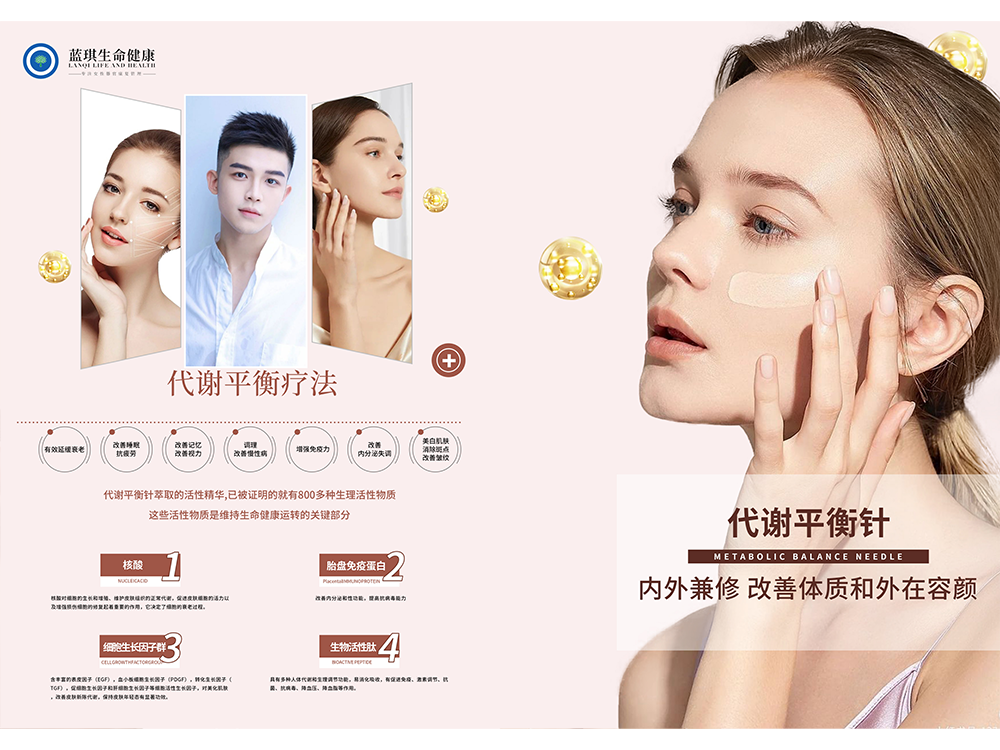 蓝琪生命健康
LANQI LIFE AND HEALTH
代谢平衡疗法
有效延缓衰老
改善睡眠
抗疲劳
改善记忆
改善视力
调理
改善慢性病
增强免疫力
改善
内分泌失调
美白肌肤
消除斑点
改善皱纹
代谢平衡针萃取的活性精华,已被证明的就有800多种生理活性物质
这些活性物质是维持生命健康运转的关键部分
核酸 1
NUCLEICACID
核酸对细胞的生长和增殖、维护皮肤组织的正常代谢，促进皮肤细胞的活力以
及增强损伤细胞的修复起着重要的作用，它决定了细胞的衰老过程。
胎盘免疫蛋白 2
PlacentaIMMUNOPROTEIN
改善内分泌和性功能，提高抗病毒能力
细胞生长因子群 3
CELLGROWTHFACTORGROUP
含丰富的表皮因子（EGF），血小板细胞生长因子（PDGF），转化生长因子（
TGF），促细胞生长因子和肝细胞生长因子等细胞活性生长因子。对美化肌肤
，改善皮肤新陈代谢，保持皮肤年轻态有显著功效。
生物活性肽 4
BIOACTIVE PEPTIDE
具有多种人体代谢和生理调节功能，易消化吸收，有促进免疫、激素调节、抗
菌、抗病毒、降血压、降血脂等作用。
代谢平衡针
METABOLIC BALANCE NEEDLE
内外兼修 改善体质和外在容颜